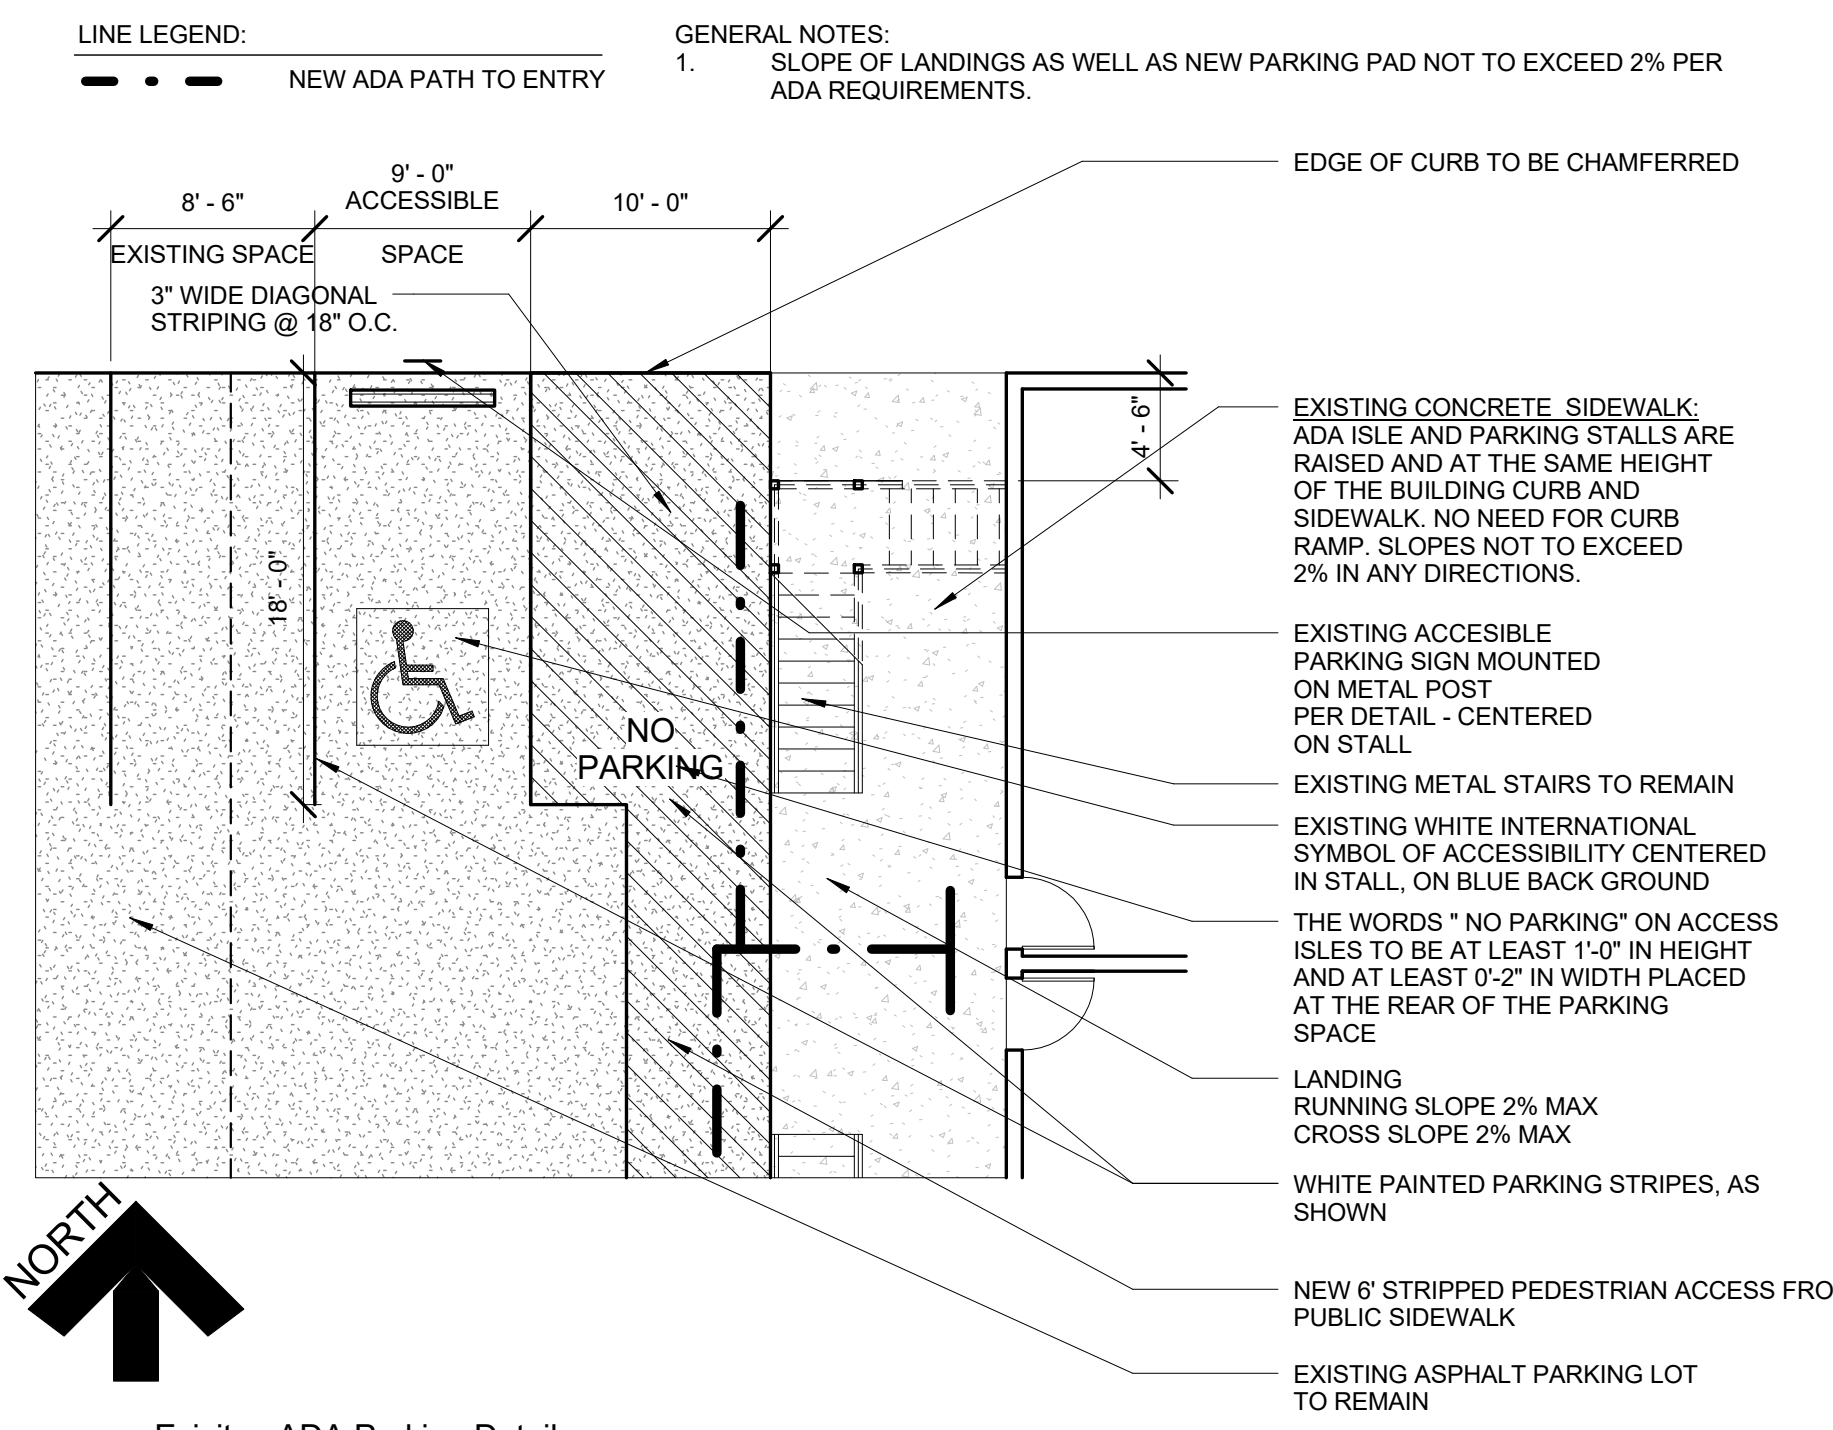 LINE LEGEND:
NEW ADA PATH TO ENTRY
GENERAL NOTES:
1. SLOPE OF LANDINGS AS WELL AS NEW PARKING PAD NOT TO EXCEED 2% PER
ADA REQUIREMENTS.
8' - 6"
EXISTING SPACE
9' - 0"
ACCESSIBLE
SPACE
10' - 0"
3" WIDE DIAGONAL
STRIPING @ 18" O.C.
18' - 0"
4' - 6"
NO
PARKING
EDGE OF CURB TO BE CHAMFERRED
EXISTING CONCRETE SIDEWALK:
ADA ISLE AND PARKING STALLS ARE
RAISED AND AT THE SAME HEIGHT
OF THE BUILDING CURB AND
SIDEWALK. NO NEED FOR CURB
RAMP. SLOPES NOT TO EXCEED
2% IN ANY DIRECTIONS.
EXISTING ACCESIBLE
PARKING SIGN MOUNTED
ON METAL POST
PER DETAIL - CENTERED
ON STALL
EXISTING METAL STAIRS TO REMAIN
EXISTING WHITE INTERNATIONAL
SYMBOL OF ACCESSIBILITY CENTERED
IN STALL, ON BLUE BACK GROUND
THE WORDS " NO PARKING" ON ACCESS
ISLES TO BE AT LEAST 1'-0" IN HEIGHT
AND AT LEAST 0'-2" IN WIDTH PLACED
AT THE REAR OF THE PARKING
SPACE
LANDING
RUNNING SLOPE 2% MAX
CROSS SLOPE 2% MAX
WHITE PAINTED PARKING STRIPES, AS
SHOWN
NEW 6' STRIPPED PEDESTRIAN ACCESS FRO
PUBLIC SIDEWALK
EXISTING ASPHALT PARKING LOT
TO REMAIN
NORTH
ADA Parking Detail